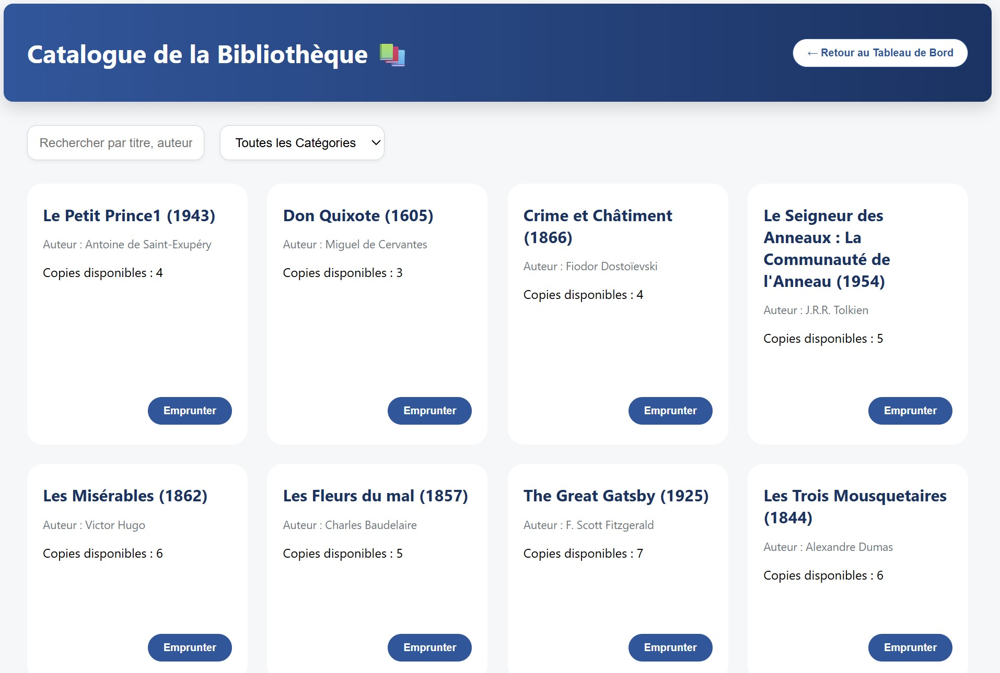 Catalogue de la Bibliothèque
← Retour au Tableau de Bord
Rechercher par titre, auteur
Toutes les Catégories
Le Petit Prince1 (1943)
Auteur : Antoine de Saint-Exupéry
Copies disponibles : 4
Emprunter
Don Quixote (1605)
Auteur : Miguel de Cervantes
Copies disponibles : 3
Emprunter
Crime et Châtiment
(1866)
Auteur : Fiodor Dostoïevski
Copies disponibles : 4
Emprunter
Le Seigneur des
Anneaux : La
Communauté de
l'Anneau (1954)
Auteur : J.R.R. Tolkien
Copies disponibles : 5
Emprunter
Les Misérables (1862)
Auteur : Victor Hugo
Copies disponibles : 6
Emprunter
Les Fleurs du mal (1857)
Auteur : Charles Baudelaire
Copies disponibles : 5
Emprunter
The Great Gatsby (1925)
Auteur : F. Scott Fitzgerald
Copies disponibles : 7
Emprunter
Les Trois Mousquetaires
(1844)
Auteur : Alexandre Dumas
Copies disponibles : 6
Emprunter